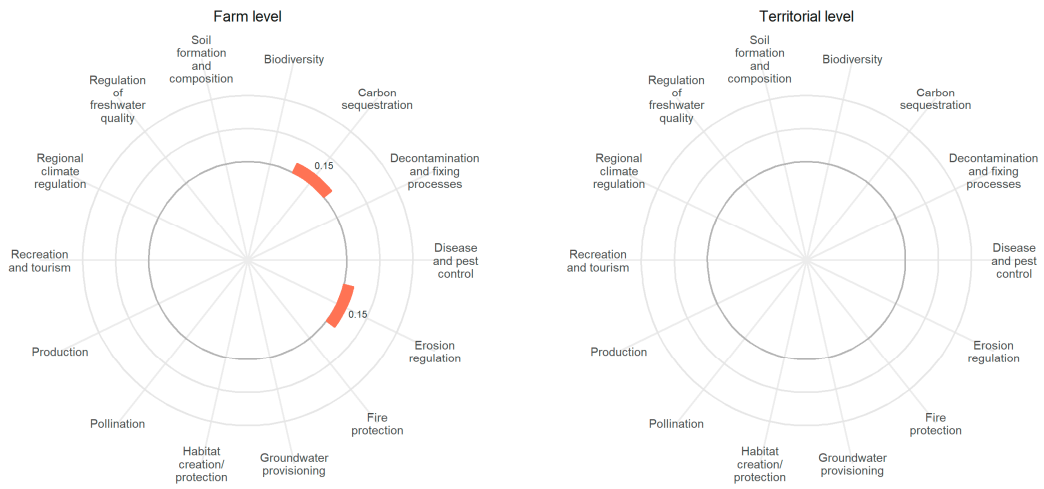 Farm level
Soil
formation
and
composition
Biodiversity
Regulation
of
freshwater
quality
Carbon
sequestration
0.15
Regional
climate
regulation
Decontamination
and fixing
processes
Recreation
and tourism
Disease
and pest
control
0.15
Production
Erosion
regulation
Pollination
Fire
protection
Habitat
creation/
protection
Groundwater
provisioning
Territorial level
Soil
formation
and
composition
Biodiversity
Regulation
of
freshwater
quality
Carbon
sequestration
Regional
climate
regulation
Decontamination
and fixing
processes
Recreation
and tourism
Disease
and pest
control
Production
Erosion
regulation
Pollination
Fire
protection
Habitat
creation/
protection
Groundwater
provisioning